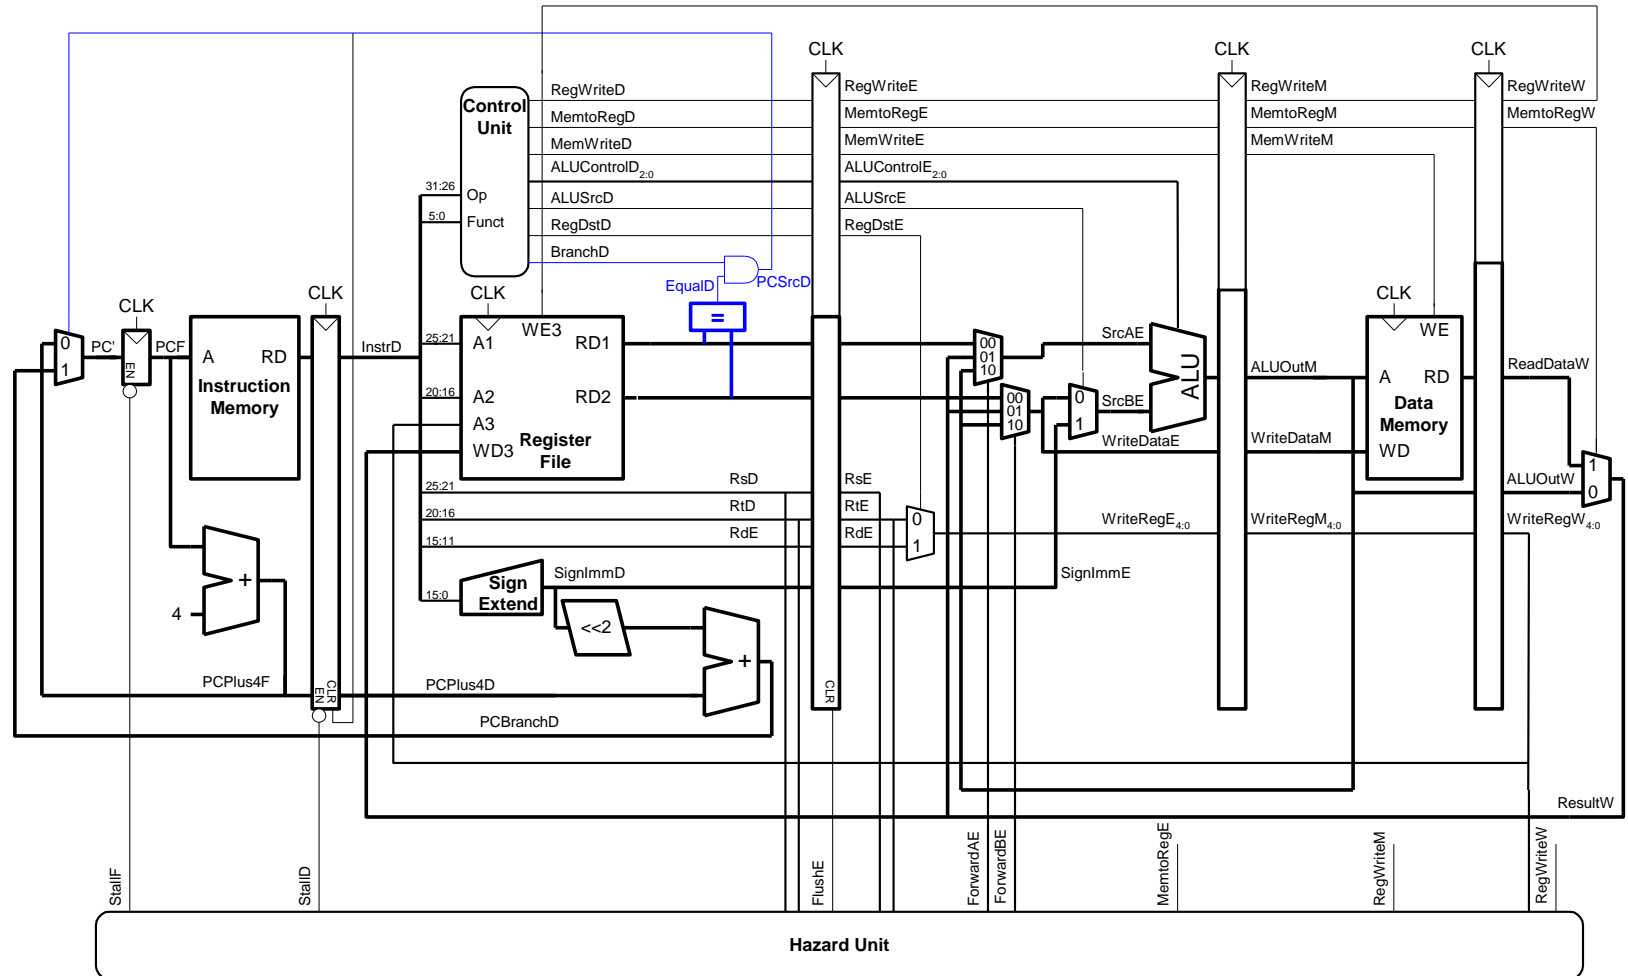 CLK
CLK
CLK
RegWriteD
RegWriteE
RegWriteM
RegWriteW
Control
Unit
MemtoRegD
MemtoRegE
MemtoRegM
MemtoRegW
MemWriteD
MemWriteE
MemWriteM
ALUControlD2:0
ALUControlE2:0
31:26
Op
ALUSrcD
ALUSrcE
5:0
Funct
RegDstD
RegDstE
BranchD
EqualD
PCSrcD
CLK
CLK
CLK
CLK
=
WE3
WE
0
1
PC'
EN
PCF
A
RD
Instruction
Memory
InstrD
25:21
A1
RD1
20:16
A2
RD2
A3
WD3
Register
File
00
01
10
00
01
10
SrcAE
0
1
SrcBE
ALU
ALUOutM
A
RD
Data
Memory
WD
ReadDataW
WriteDataE
WriteDataM
1
0
ALUOutW
25:21
RsD
RsE
20:16
RtD
RtE
0
1
15:11
RdE
RdE
WriteRegE4:0
WriteRegM4:0
WriteRegW4:0
SignImmD
SignImmE
Sign
Extend
15:0
+
4
<<2
+
PCPlus4F
EN
CLR
PCPlus4D
CLR
PCBranchD
ResultW
StallF
StallD
FlushE
ForwardAE
ForwardBE
MemtoRegE
RegWriteM
RegWriteW
Hazard Unit